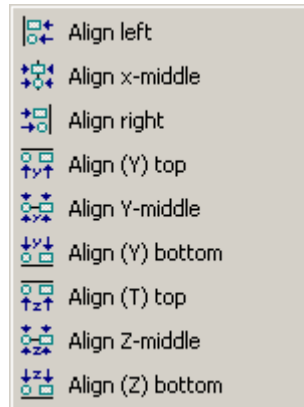 Align left
Align x-middle
Align right
Align (Y) top
Align Y-middle
Align (Y) bottom
Align (T) top
Align Z-middle
Align (Z) bottom